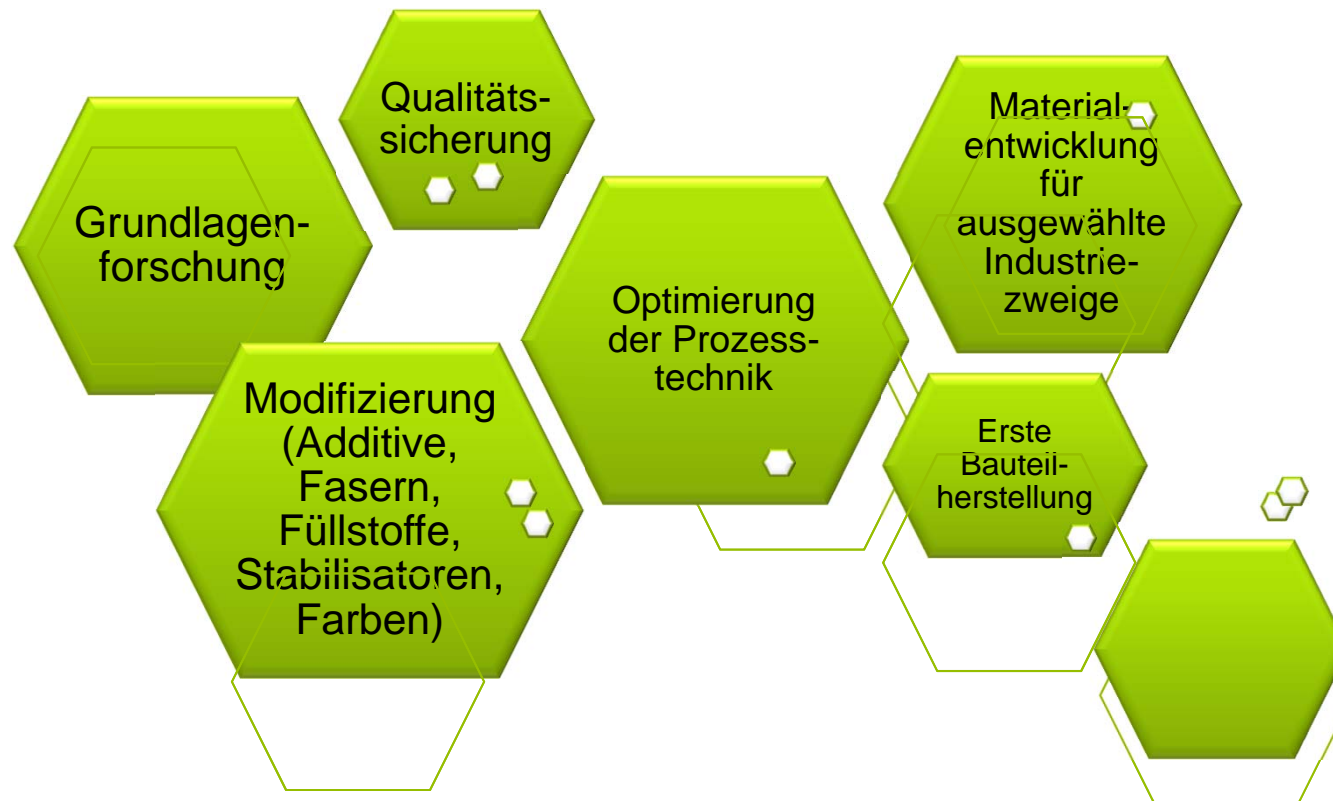 Qualitäts-
sicherung
Grundlagen-
forschung
Modifizierung
(Additive,
Fasern,
Füllstoffe,
Stabilisatoren,
Farben)
Optimierung
der Prozess-
technik
Material-
entwicklung
für
ausgewählte
Industrie-
zweige
Erste
Bauteil-
herstellung